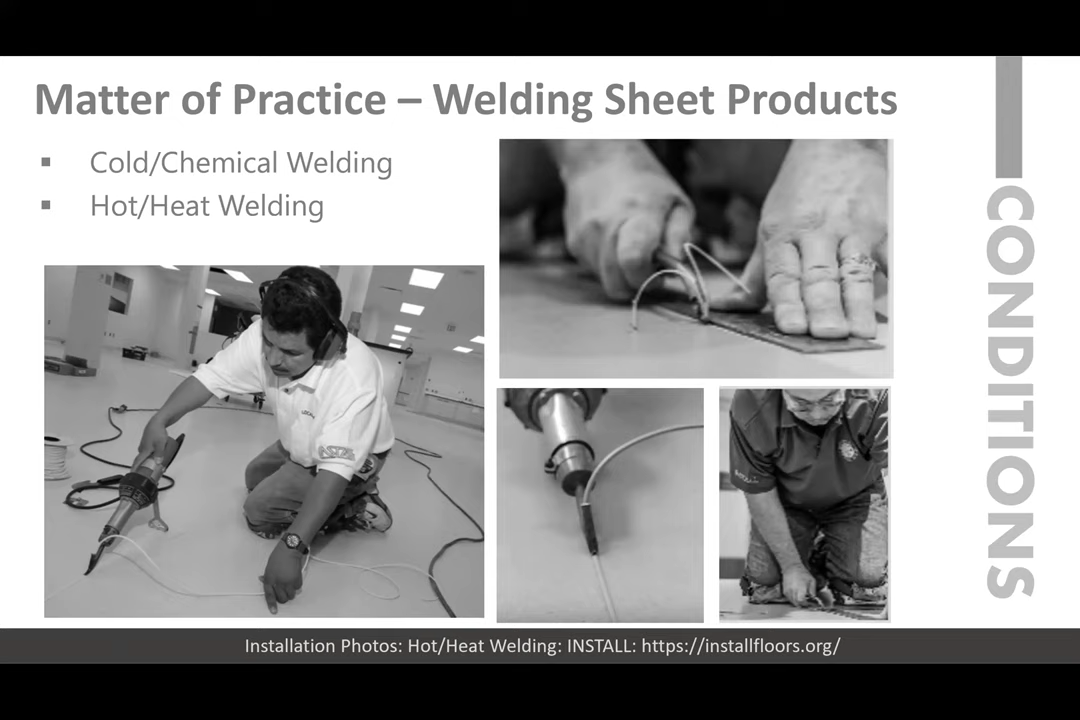 Matter of Practice – Welding Sheet Products
▪ Cold/Chemical Welding
▪ Hot/Heat Welding
CONDITIONS
Installation Photos: Hot/Heat Welding: INSTALL: https://installfloors.org/